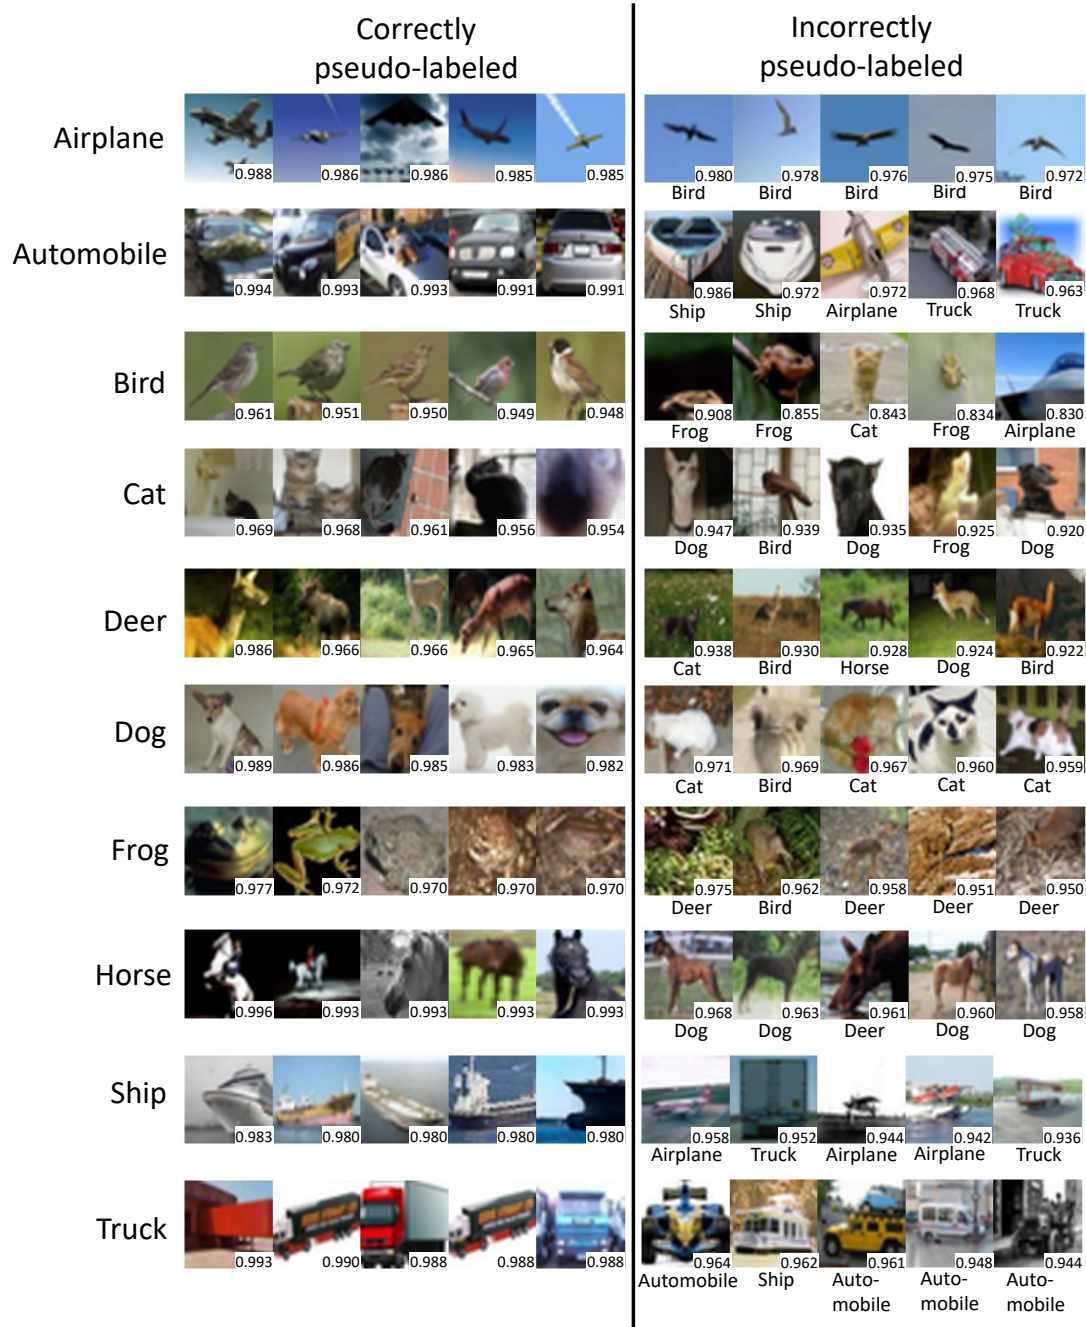 Correctly
pseudo-labeled
Incorrectly
pseudo-labeled
Airplane
0.988 0.986 0.986 0.985 0.985
0.980 0.978 0.976 0.975 0.972
Bird Bird Bird Bird Bird
Automobile
0.994 0.993 0.993 0.991 0.991
0.986 0.972 0.972 0.968 0.963
Ship Ship Airplane Truck Truck
Bird
0.961 0.951 0.950 0.949 0.948
0.908 0.855 0.843 0.834 0.830
Frog Frog Cat Frog Airplane
Cat
0.969 0.968 0.961 0.956 0.954
0.947 0.939 0.935 0.925 0.920
Dog Bird Dog Frog Dog
Deer
0.986 0.966 0.966 0.965 0.964
0.938 0.930 0.928 0.924 0.922
Cat Bird Horse Dog Bird
Dog
0.989 0.986 0.985 0.983 0.982
0.971 0.969 0.967 0.960 0.959
Cat Bird Cat Cat Cat
Frog
0.977 0.972 0.970 0.970 0.970
0.975 0.962 0.958 0.951 0.950
Deer Bird Deer Deer Deer
Horse
0.996 0.993 0.993 0.993 0.993
0.968 0.963 0.961 0.960 0.958
Dog Dog Deer Dog Dog
Ship
0.983 0.980 0.980 0.980 0.980
0.958 0.952 0.944 0.942 0.936
Airplane Truck Airplane Airplane Truck
Truck
0.993 0.990 0.988 0.988 0.988
0.964 0.962 0.961 0.948 0.944
Automobile Ship Auto- Auto- Auto-
mobile mobile mobile